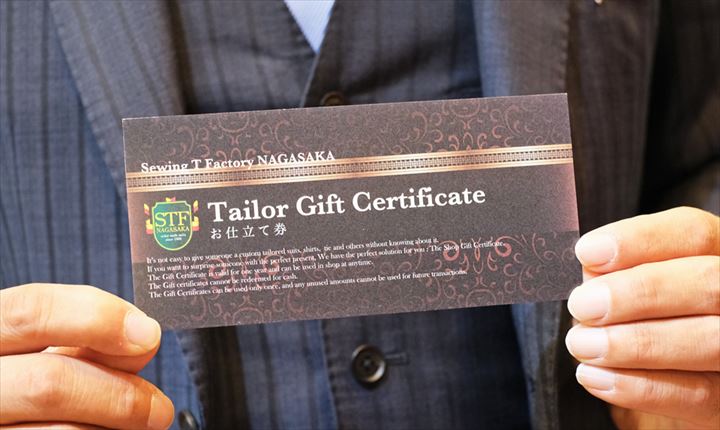 Sewing T Factory NAGASAKA
STF
NAGASAKA
Tailor Gift Certificate
お仕立て券
It's not easy to give someone a custom tailored suits, shirts, tie and others without knowing about it.
If you want to surprise someone with the perfect present, We have the perfect solution for you : The Shop Gift Certificate.
The Gift Certificate is valid for one year and can be used in shop at anytime.
The Gift certificates cannot be redeemed for cash.
The Gift Certificates can be used only once, and any unused amounts cannot be used for future transactions.